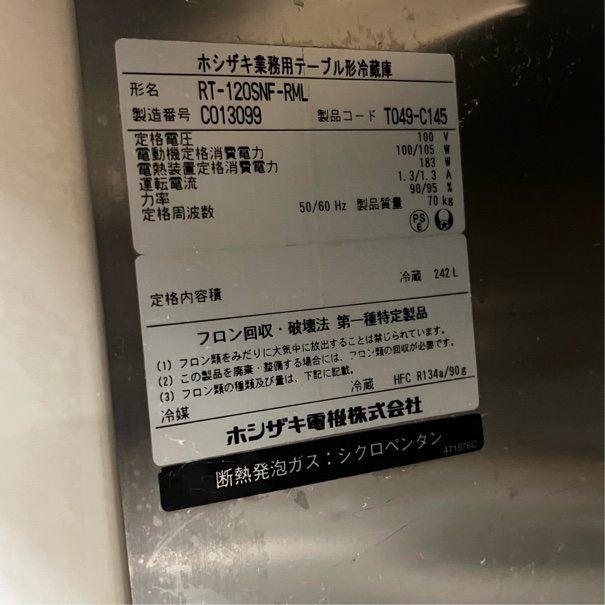 ホシザキ業務用テーブル形冷蔵庫
形名 RT-120SNF-RML
製造番号 C013099 製品コード T049-C145
定格電圧 100 V
電動機定格消費電力 100/105 W
電熱装置定格消費電力 183 W
運転電流 1.3/1.3 A
力率 90/95 %
定格周波数 50/60 Hz 製品質量 70 kg
PS E
定格内容積 冷蔵 242 L
フロン回収・破壊法 第一種特定製品
(1) フロン類をみだりに大気中に放出することは禁じられています。
(2) この製品を廃棄・整備する場合には、フロン類の回収が必要です。
(3) フロン類の種類及び量は、下記に記載。
冷媒 冷蔵 HFC R134a/90g
ホシザキ電機株式会社
断熱発泡ガス：シクロペンタン 471576C